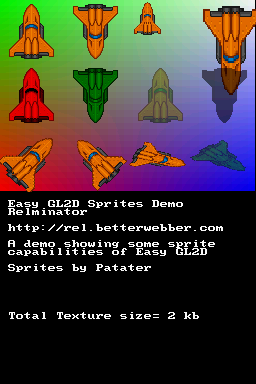 Easy GL2D Sprites Demo
Relminator
http://rel.betterwebber.com
A demo showing some sprite
capabilities of Easy GL2D
Sprites by Patater
Total Texture size= 2 kb